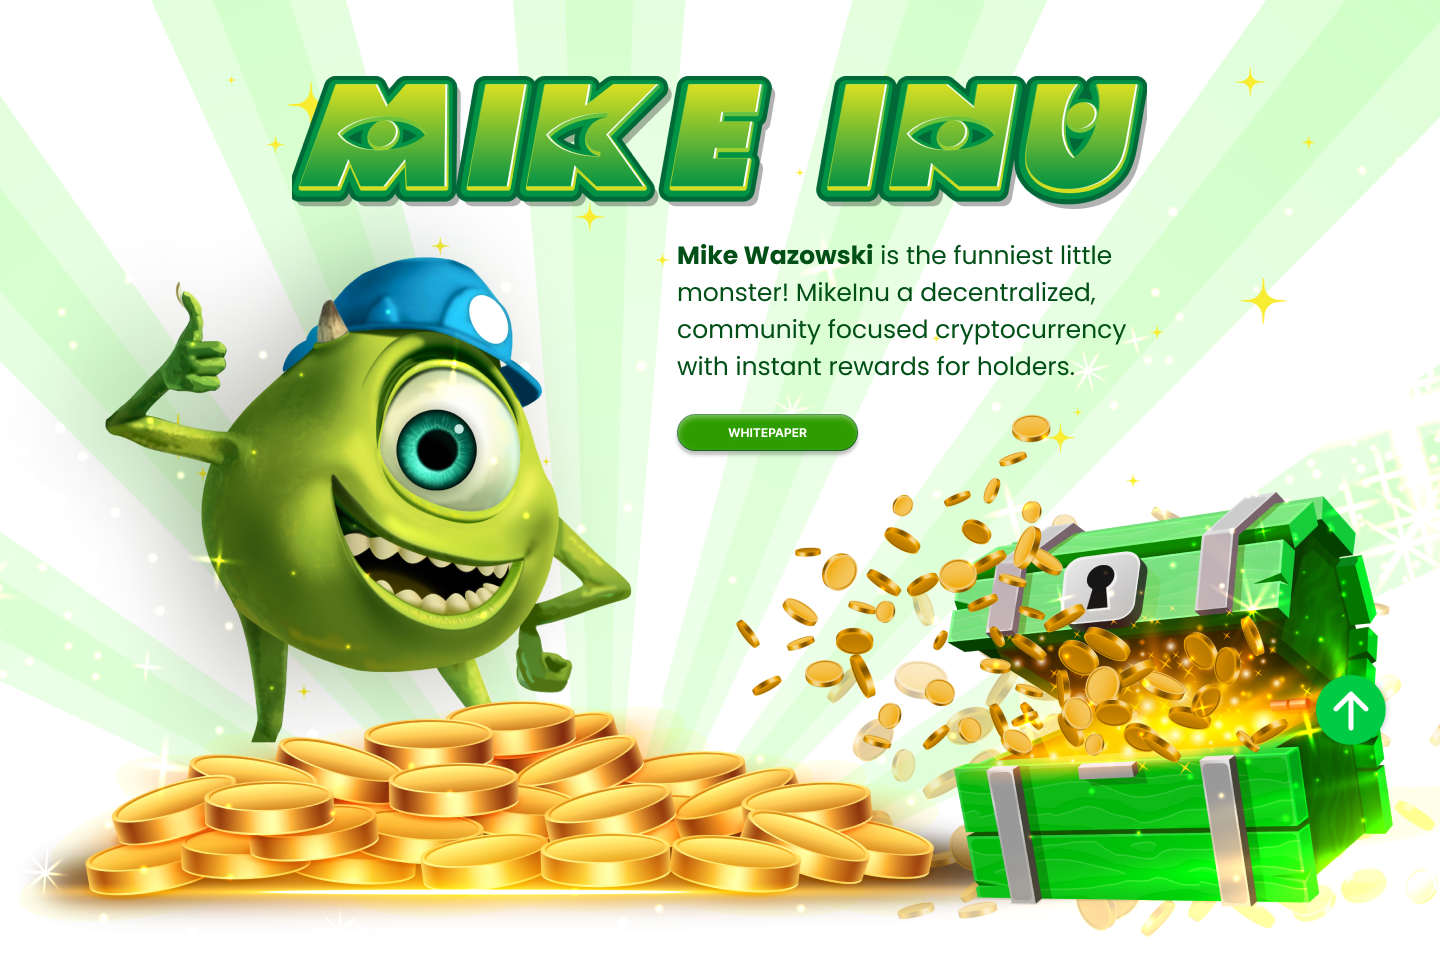 MIKE INU
Mike Wazowski is the funniest little
monster! MikeInu a decentralized,
community focused cryptocurrency
with instant rewards for holders.
WHITEPAPER